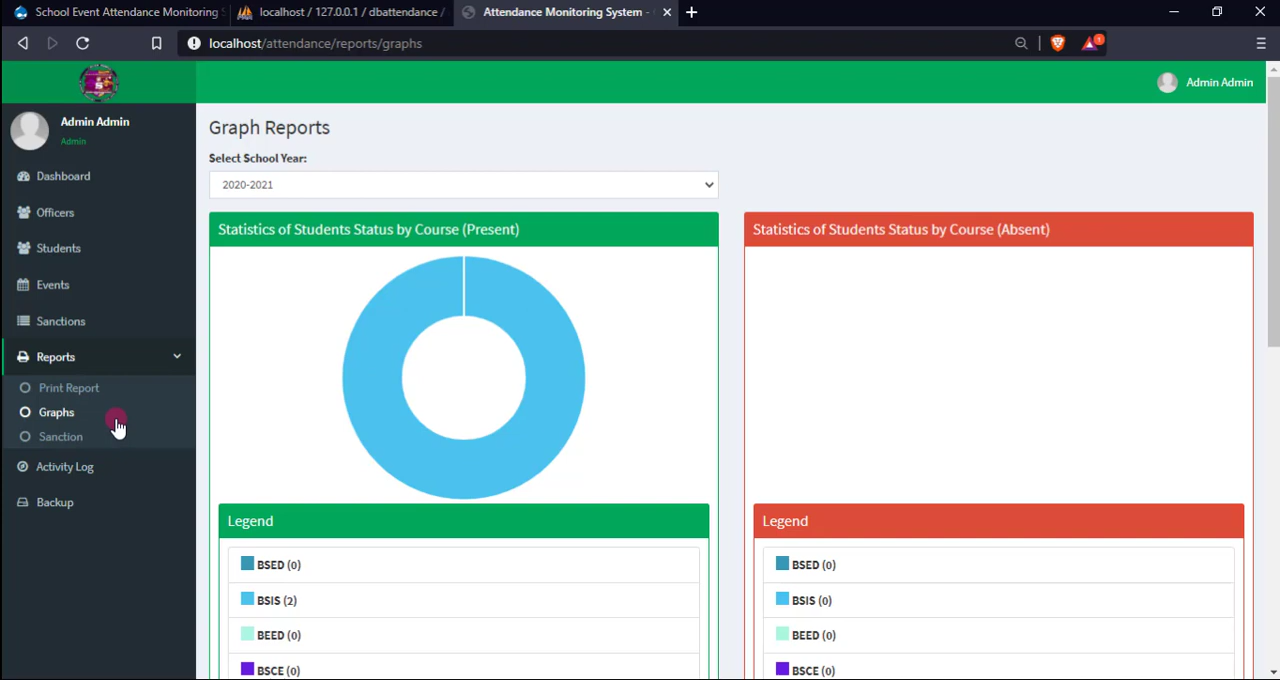 School Event Attendance Monitoring
localhost / 127.0.0.1 / dbattendance /
Attendance Monitoring System -
localhost/attendance/reports/graphs
1
Admin Admin
Admin Admin
Admin
Dashboard
Officers
Students
Events
Sanctions
Reports
Print Report
Graphs
Sanction
Activity Log
Backup
Graph Reports
Select School Year:
2020-2021
Statistics of Students Status by Course (Present)
Legend
BSED (0)
BSIS (2)
BEED (0)
BSCE (0)
Statistics of Students Status by Course (Absent)
Legend
BSED (0)
BSIS (0)
BEED (0)
BSCE (0)